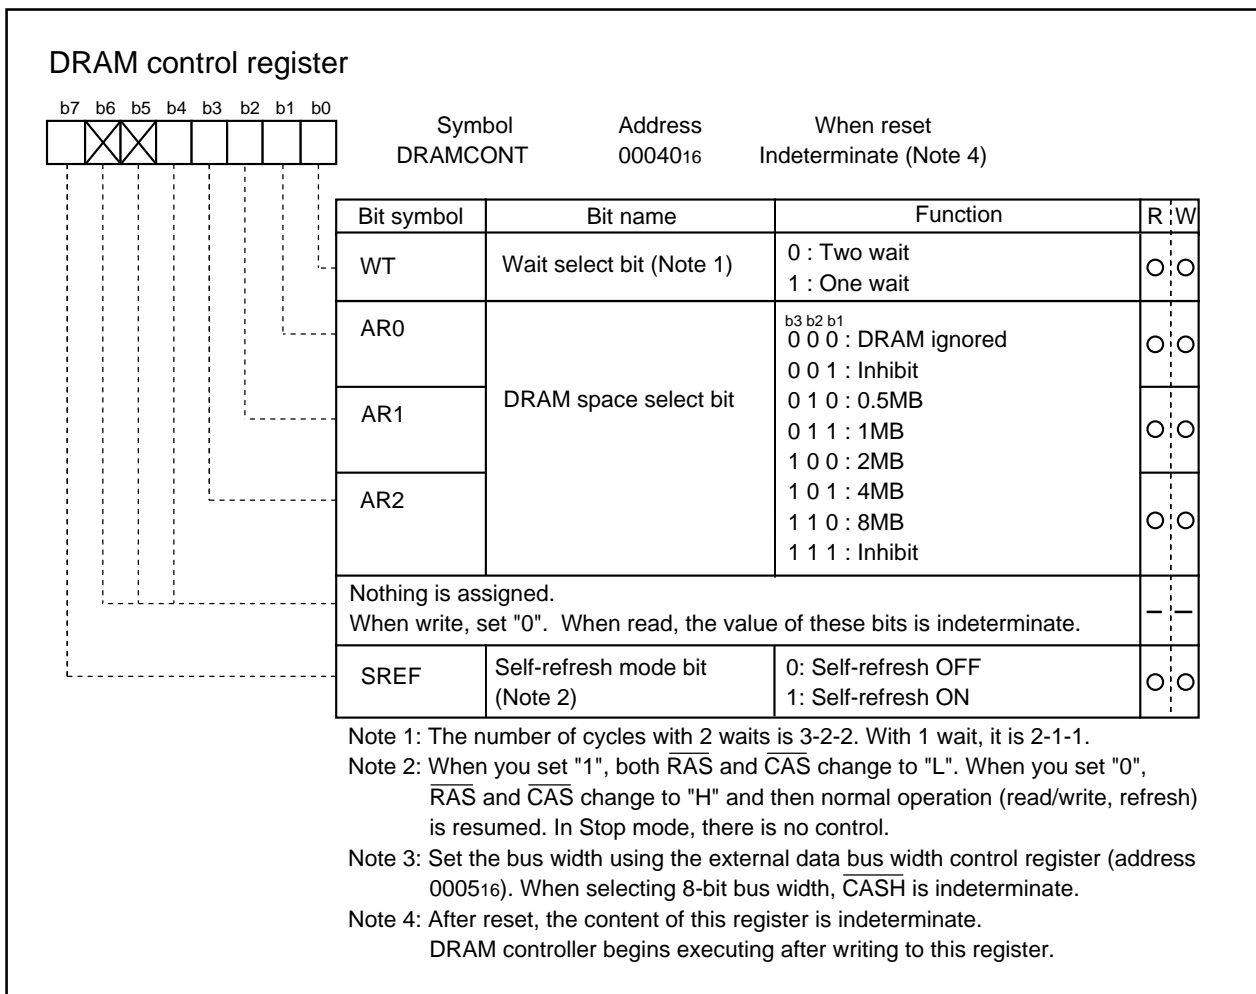 DRAM control register
b7 b6 b5 b4 b3 b2 b1 b0
Symbol Address When reset
DRAMCONT 000416 Indeterminate (Note 4)
Bit symbol Bit name Function R W
WT Wait select bit (Note 1) 0 : Two wait
1 : One wait
AR0 b3 b2 b1
0 0 0 : DRAM ignored
0 0 1 : Inhibit
AR1 DRAM space select bit 0 1 0 : 0.5MB
0 1 1 : 1MB
1 0 0 : 2MB
AR2 1 0 1 : 4MB
1 1 0 : 8MB
1 1 1 : Inhibit
Nothing is assigned.
When write, set "0". When read, the value of these bits is indeterminate.
SREF Self-refresh mode bit 0: Self-refresh OFF
(Note 2) 1: Self-refresh ON
Note 1: The number of cycles with 2 waits is 3-2-2. With 1 wait, it is 2-1-1.
Note 2: When you set "1", both R̅A̅S̅ and C̅A̅S̅ change to "L". When you set "0",
R̅A̅S̅ and C̅A̅S̅ change to "H" and then normal operation (read/write, refresh)
is resumed. In Stop mode, there is no control.
Note 3: Set the bus width using the external data bus width control register (address
000516). When selecting 8-bit bus width, C̅A̅S̅H̅ is indeterminate.
Note 4: After reset, the content of this register is indeterminate.
DRAM controller begins executing after writing to this register.